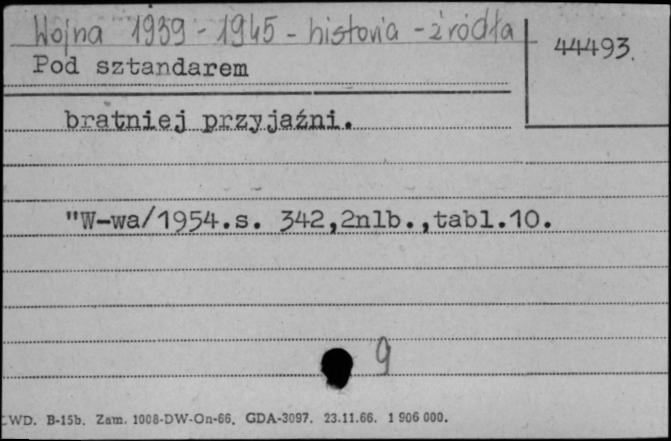 Wojna 1939 - 1945 - historia - źródła
44493.
Pod sztandarem
bratniej przyjaźni.
"W-wa/1954.s. 342,2nlb.,tabl.10.
9
WD. B-15b. Zam. 1008-DW-On-66. GDA-3097. 23.11.66. 1 906 000.